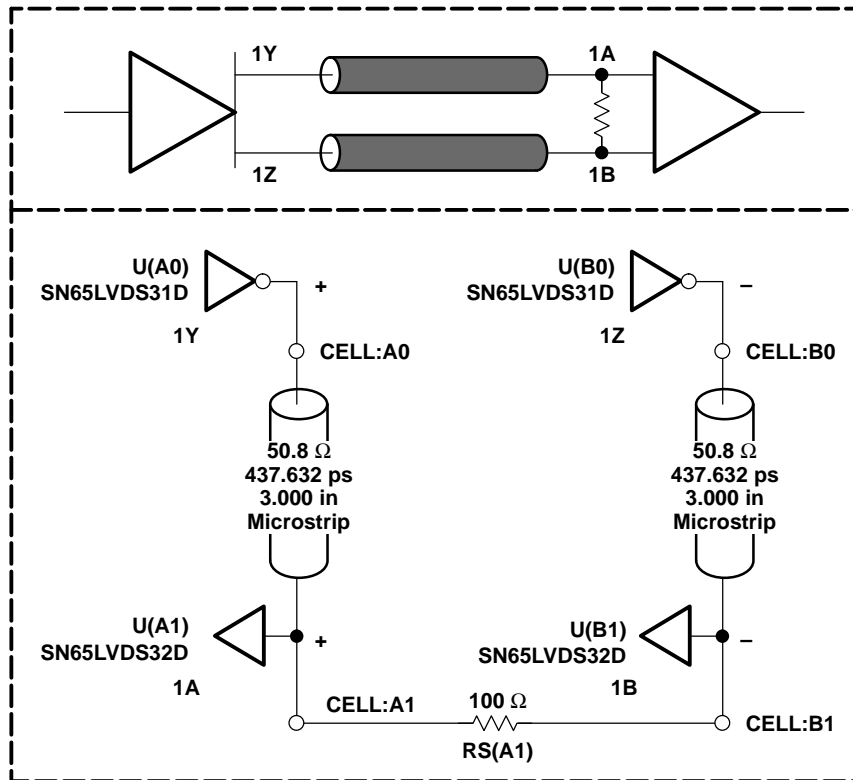 1Y
1A
1Z
1B
U(A0)
SN65LVDS31D
+
1Y
CELL:A0
U(B0)
SN65LVDS31D
–
1Z
CELL:B0
50.8 Ω
437.632 ps
3.000 in
Microstrip
50.8 Ω
437.632 ps
3.000 in
Microstrip
U(A1)
SN65LVDS32D
+
1A
U(B1)
SN65LVDS32D
–
1B
CELL:A1
100 Ω
RS(A1)
CELL:B1